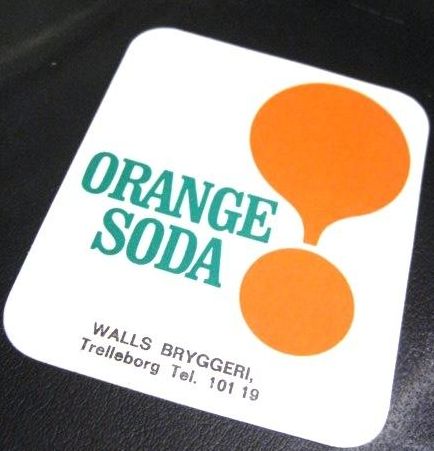 ORANGE
SODA
WALLS BRYGGERI,
Trelleborg Tel. 101 19